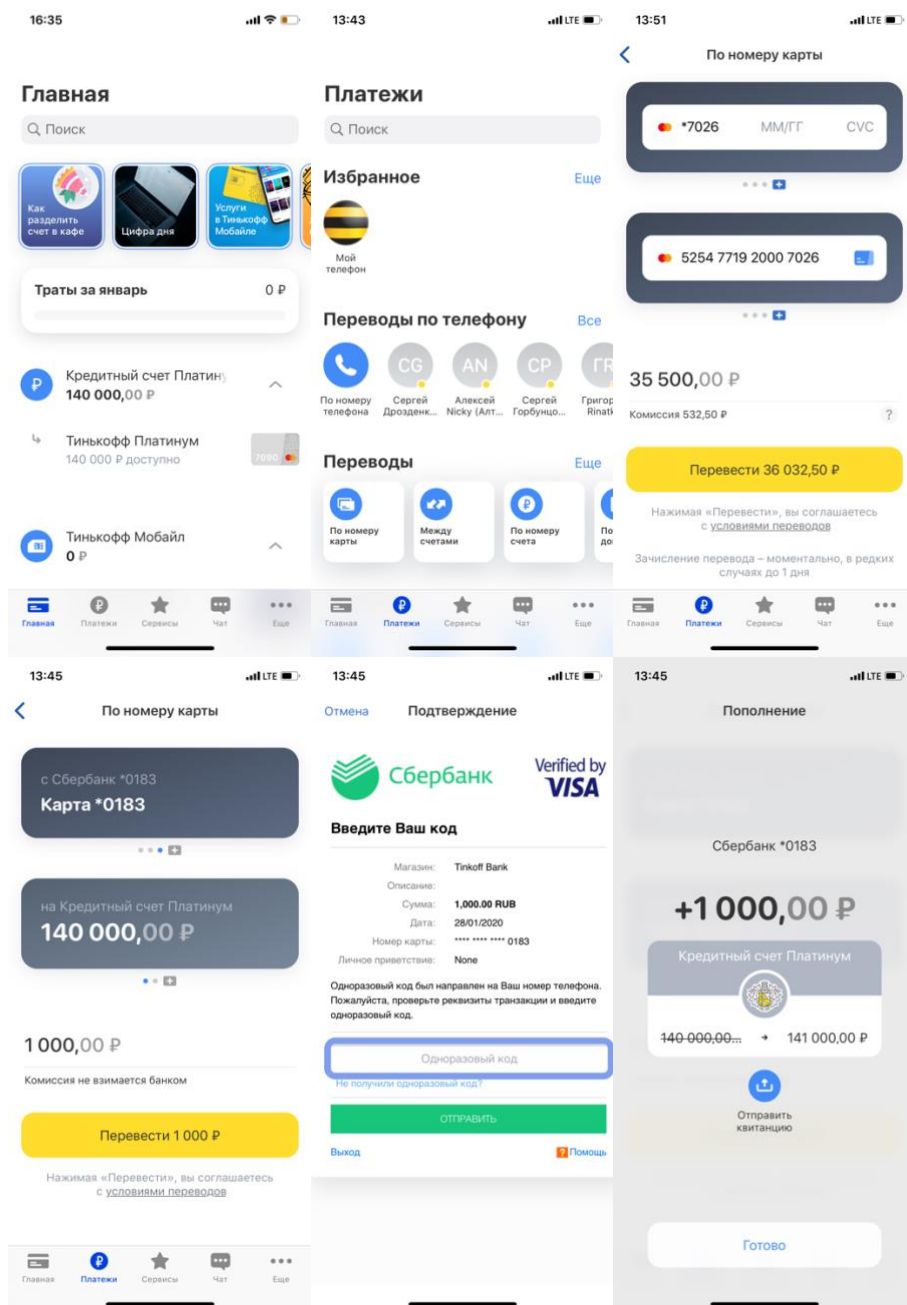 16:35
Главная
Поиск
Как
разделить
счет в кафе
Цифра дня
Услуги
в Тинькофф
Мобайле
Траты за январь
0 ₽
Кредитный счет Платин
140 000,00 ₽
Тинькофф Платинум
140 000 ₽ доступно
7090
Тинькофф Мобайл
0 ₽
Главная
Платежи
Сервисы
Чат
Еще
13:43
LTE
Платежи
Поиск
Избранное
Еще
Мой
телефон
Переводы по телефону
Все
CG
AN
CP
ГR
По номеру
телефона
Сергей
Дрозденк...
Алексей
Nicky (Алт...
Сергей
Горбунцо...
Григор
Rinatk
Переводы
Еще
По номеру
карты
Между
счетами
По номеру
счета
По
до
Главная
Платежи
Сервисы
Чат
Еще
13:51
LTE
По номеру карты
*7026
ММ/ГГ
CVC
5254 7719 2000 7026
35 500,00 ₽
Комиссия 532,50 ₽
?
Перевести 36 032,50 ₽
Нажимая «Перевести», вы соглашаетесь
с условиями переводов
Зачисление перевода – моментально, в редких
случаях до 1 дня
Главная
Платежи
Сервисы
Чат
Еще
13:45
LTE
По номеру карты
с Сбербанк *0183
Карта *0183
на Кредитный счет Платинум
140 000,00 ₽
1 000,00 ₽
Комиссия не взимается банком
Перевести 1 000 ₽
Нажимая «Перевести», вы соглашаетесь
с условиями переводов
Главная
Платежи
Сервисы
Чат
Еще
13:45
LTE
Отмена
Подтверждение
Сбербанк
Verified by
VISA
Введите Ваш код
Магазин: Tinkoff Bank
Описание:
Сумма: 1,000.00 RUB
Дата: 28/01/2020
Номер карты: **** **** **** 0183
Личное приветствие: None
Одноразовый код был направлен на Ваш номер телефона.
Пожалуйста, проверьте реквизиты транзакции и введите
одноразовый код.
Одноразовый код
Не получили одноразовый код?
ОТПРАВИТЬ
Выход
? Помощь
13:45
LTE
Пополнение
Сбербанк *0183
+1 000,00 ₽
Кредитный счет Платинум
140 000,00... → 141 000,00 ₽
Отправить
квитанцию
Готово